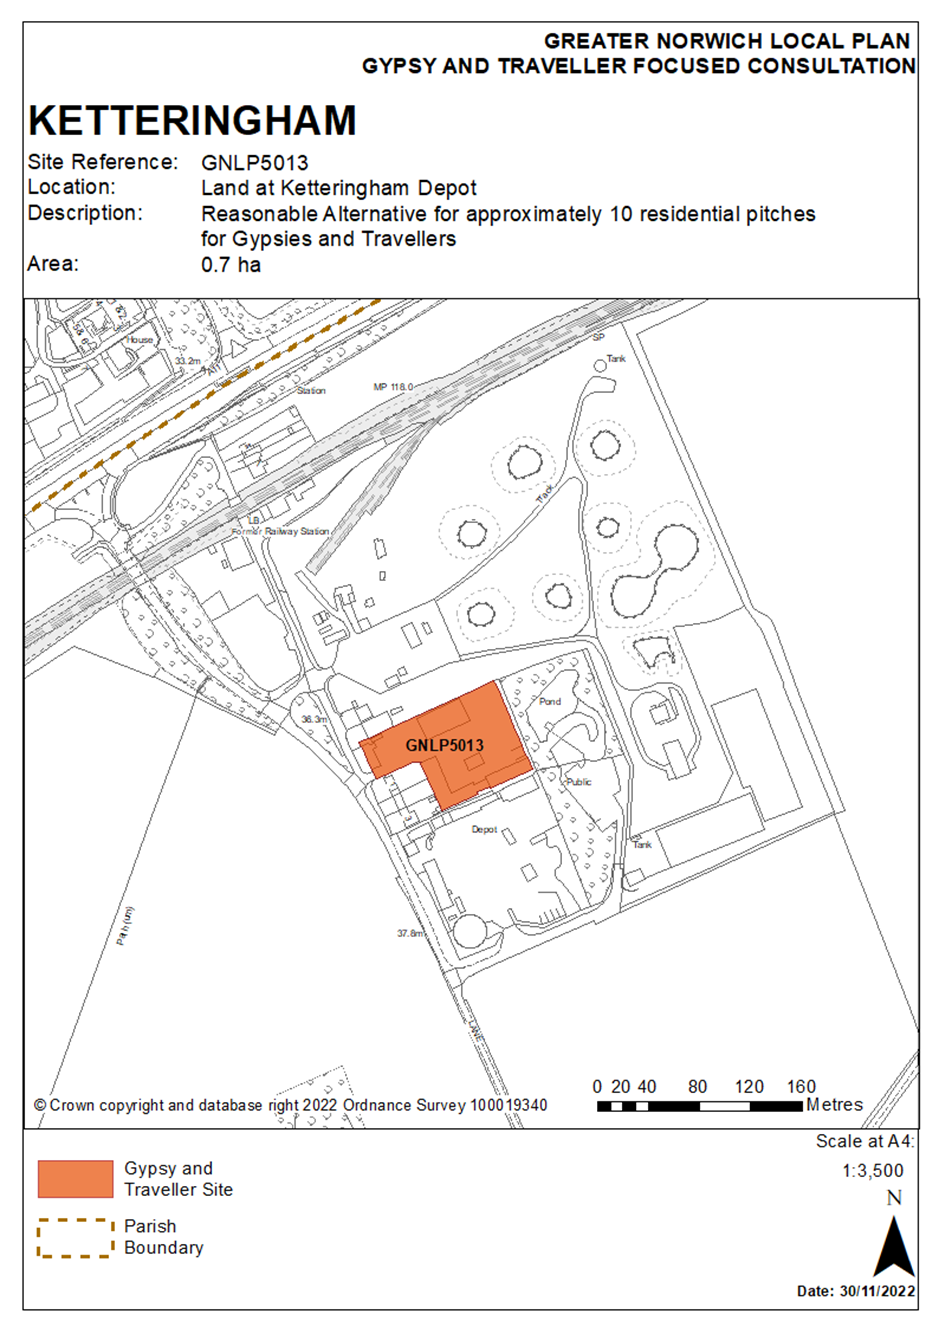 GREATER NORWICH LOCAL PLAN
GYPSY AND TRAVELLER FOCUSED CONSULTATION
KETTERINGHAM
Site Reference: GNLP5013
Location: Land at Ketteringham Depot
Description: Reasonable Alternative for approximately 10 residential pitches
for Gypsies and Travellers
Area: 0.7 ha
House
33.2m
A11
Station
MP 118.0
SP
Tank
Track
LB
Former Railway Station
36.3m
Pond
GNLP5013
Public
Depot
Tank
Path (um)
37.8m
LANE
0 20 40 80 120 160
Metres
© Crown copyright and database right 2022 Ordnance Survey 100019340
Scale at A4:
1:3,500
N
Gypsy and
Traveller Site
Parish
Boundary
Date: 30/11/2022